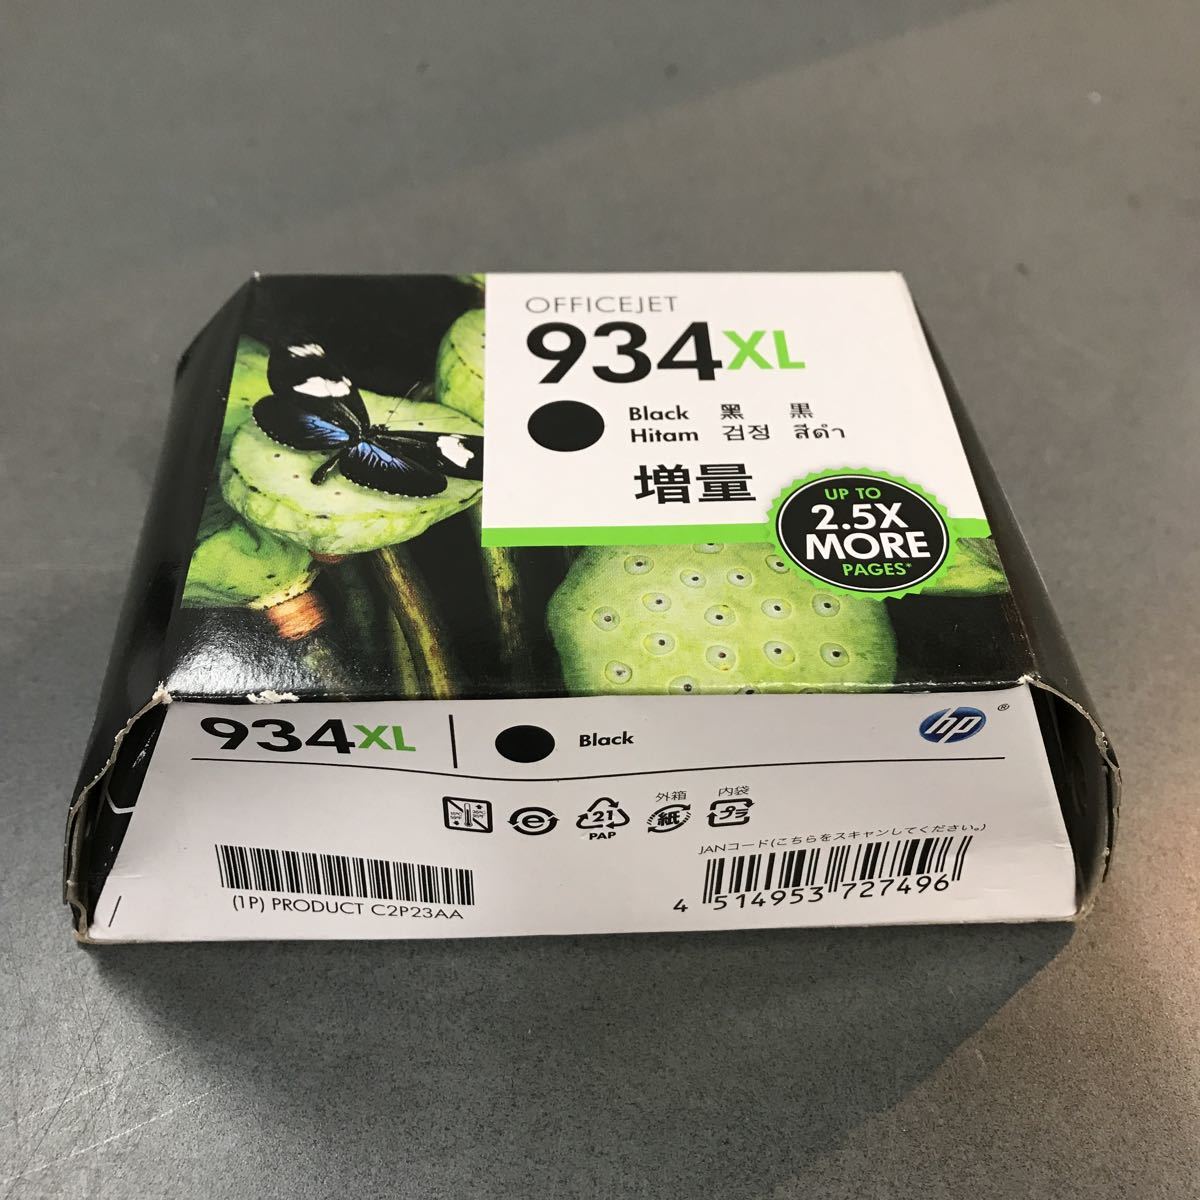 OFFICEJET
934XL
Black 黑 黒
Hitam 검정 สีดำ
増量
UP TO
2.5X
MORE
PAGES*
934XL
Black
hp®
外箱
内袋
21
紙
プラ
PAP
JANコード(こちらをスキャンしてください。)
(1P) PRODUCT C2P23AA
4 514953 727496